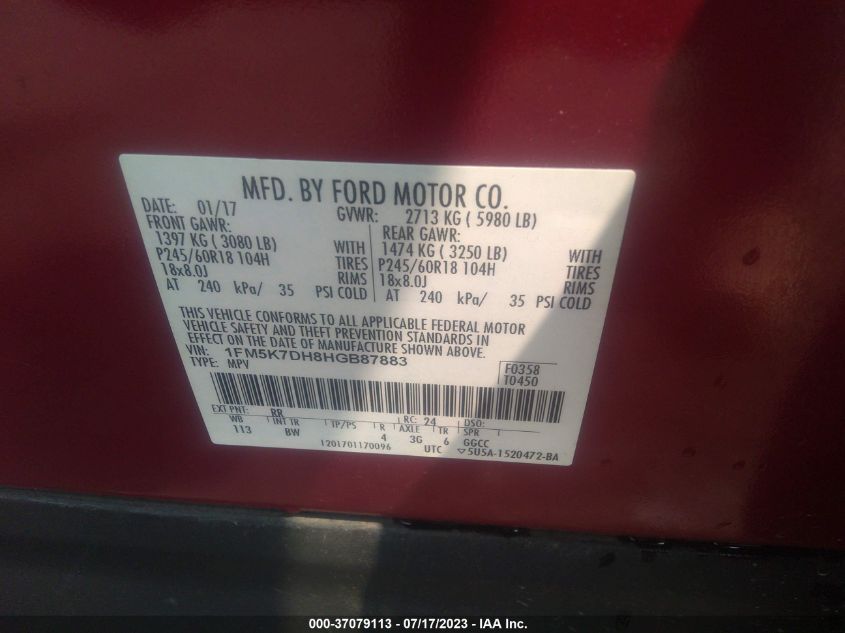 MFD. BY FORD MOTOR CO.
DATE: 01/17 GVWR: 2713 KG ( 5980 LB)
FRONT GAWR: REAR GAWR:
1397 KG ( 3080 LB) WITH 1474 KG ( 3250 LB) WITH
P245/60R18 104H TIRES P245/60R18 104H TIRES
18x8.0J RIMS 18x8.0J RIMS
AT 240 kPa/ 35 PSI COLD AT 240 kPa/ 35 PSI COLD
THIS VEHICLE CONFORMS TO ALL APPLICABLE FEDERAL MOTOR
VEHICLE SAFETY AND THEFT PREVENTION STANDARDS IN
EFFECT ON THE DATE OF MANUFACTURE SHOWN ABOVE.
VIN: 1FM5K7DH8HGB87883
TYPE: MPV
F0358
T0450
EXT PNT: RR RC: 24 DSO:
WB INT TR TP/PS R AXLE TR SPR
113 BW 4 3G 6 GGCC
1201701170096 UTC ▽5U5A-1520472-BA
000-37079113 - 07/17/2023 - IAA Inc.